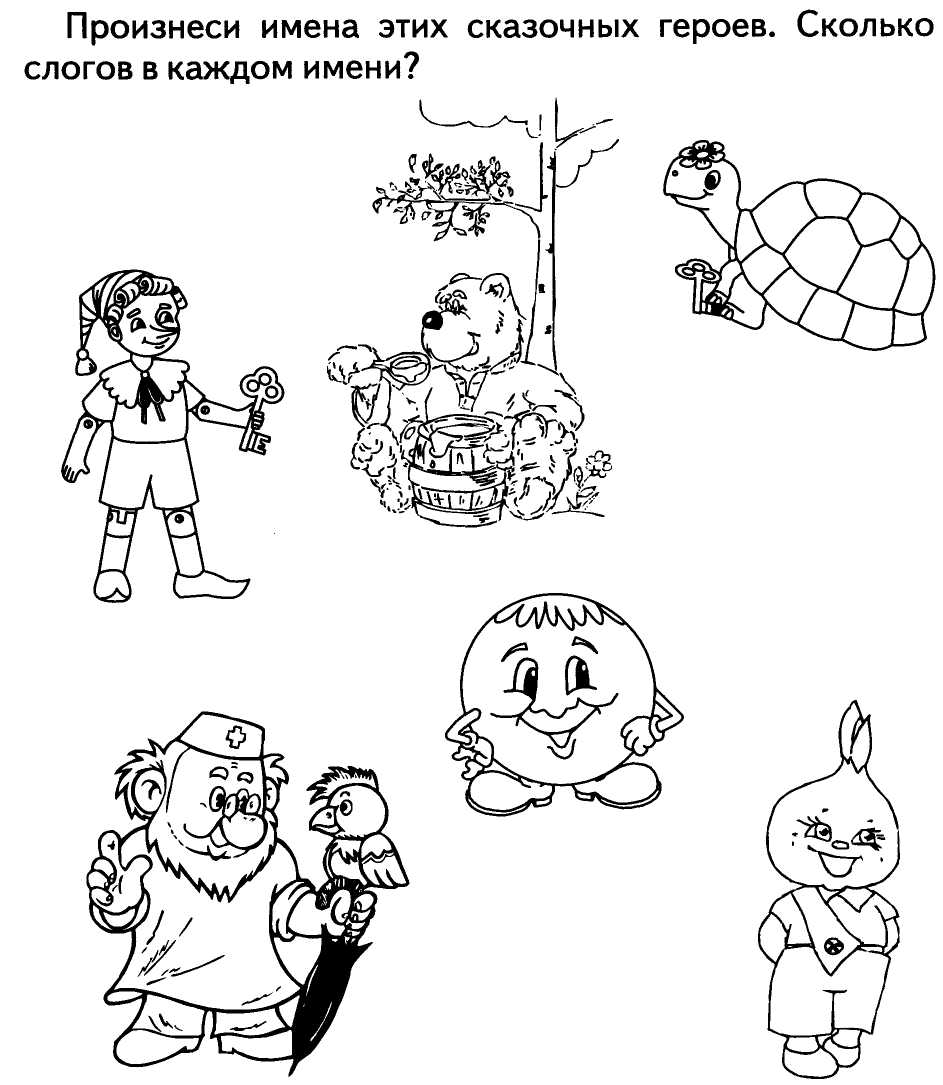 Произнеси имена этих сказочных героев. Сколько
слогов в каждом имени?